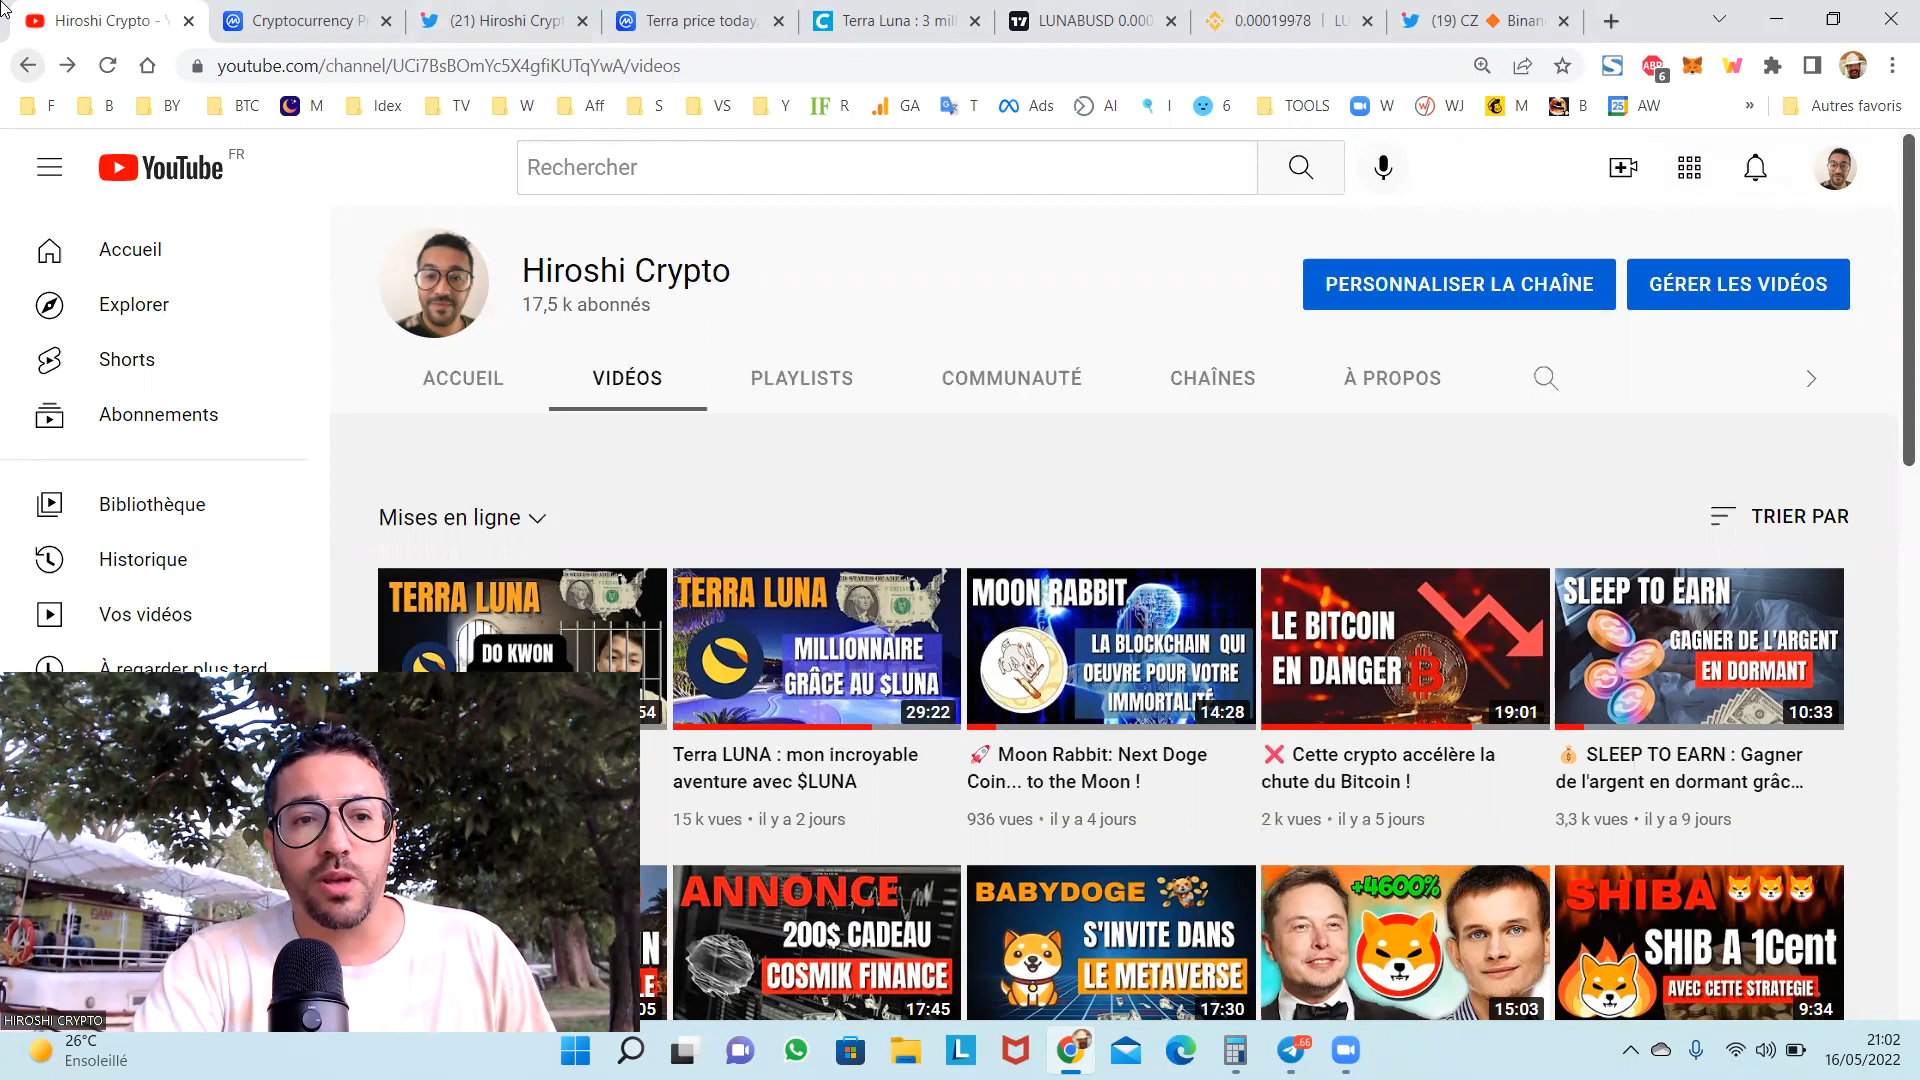 Hiroshi Crypto -
Cryptocurrency P
(21) Hiroshi Crypt
Terra price today,
Terra Luna : 3 mill
LUNABUSD 0.000
0.00019978 | LU
(19) CZ 🔶 Binan
youtube.com/channel/UCi7BsBOmYc5X4gfiKUTqYwA/videos
ABP
6
F
B
BY
BTC
M
Idex
TV
W
Aff
S
VS
Y
IF R
GA
T
Ads
AI
I
6
TOOLS
W
WJ
M
B
25 AW
»
Autres favoris
YouTube FR
Rechercher
Accueil
Explorer
Shorts
Abonnements
Bibliothèque
Historique
Vos vidéos
À regarder plus tard
Hiroshi Crypto
17,5 k abonnés
PERSONNALISER LA CHAÎNE
GÉRER LES VIDÉOS
ACCUEIL
VIDÉOS
PLAYLISTS
COMMUNAUTÉ
CHAÎNES
À PROPOS
Mises en ligne
TRIER PAR
TERRA LUNA
DO KWON
54
TERRA LUNA
MILLIONNAIRE
GRÂCE AU $LUNA
29:22
MOON RABBIT
LA BLOCKCHAIN QUI
OEUVRE POUR VOTRE
IMMORTALITÉ
14:28
LE BITCOIN
EN DANGER
19:01
SLEEP TO EARN
GAGNER DE L'ARGENT
EN DORMANT
10:33
Terra LUNA : mon incroyable
aventure avec $LUNA
15 k vues • il y a 2 jours
🚀 Moon Rabbit: Next Doge
Coin... to the Moon !
936 vues • il y a 4 jours
❌ Cette crypto accélère la
chute du Bitcoin !
2 k vues • il y a 5 jours
💰 SLEEP TO EARN : Gagner
de l'argent en dormant grâc...
3,3 k vues • il y a 9 jours
N
LE
05
ANNONCE
200$ CADEAU
COSMIK FINANCE
17:45
BABYDOGE
S'INVITE DANS
LE METAVERSE
17:30
+4600%
15:03
SHIBA
SHIB A 1Cent
AVEC CETTE STRATEGIE
9:34
HIROSHI CRYPTO
26°C
Ensoleillé
L
66
21:02
16/05/2022